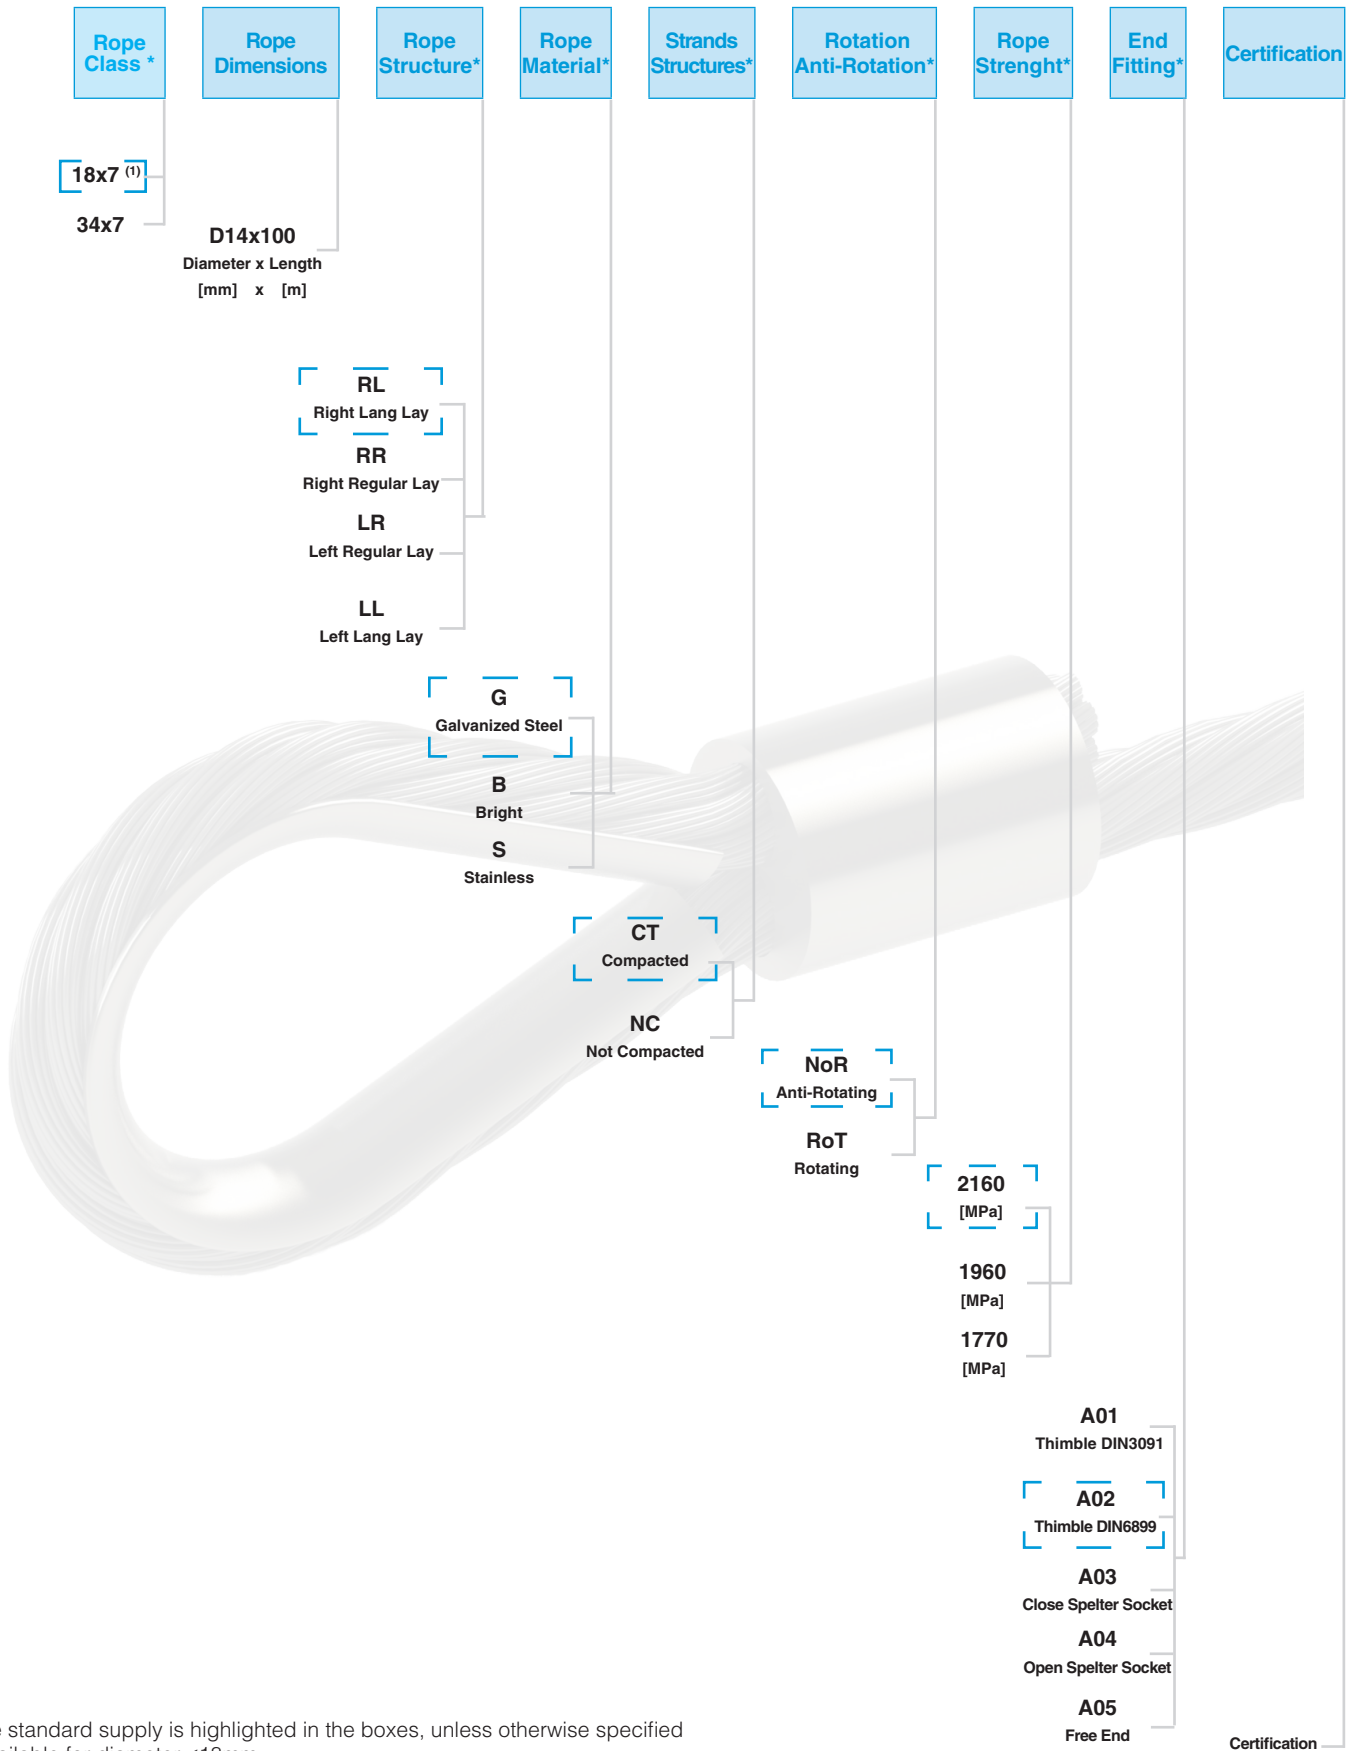 Rope
Class *
Rope
Dimensions
Rope
Structure*
Rope
Material*
Strands
Structures*
Rotation
Anti-Rotation*
Rope
Strenght*
End
Fitting*
Certification
18x7 (1)
34x7
D14x100
Diameter x Length
[mm] x [m]
RL
Right Lang Lay
RR
Right Regular Lay
LR
Left Regular Lay
LL
Left Lang Lay
G
Galvanized Steel
B
Bright
S
Stainless
CT
Compacted
NC
Not Compacted
NoR
Anti-Rotating
RoT
Rotating
2160
[MPa]
1960
[MPa]
1770
[MPa]
A01
Thimble DIN3091
A02
Thimble DIN6899
A03
Close Spelter Socket
A04
Open Spelter Socket
A05
Free End
Certification
standard supply is highlighted in the boxes, unless otherwise specified
for diameter